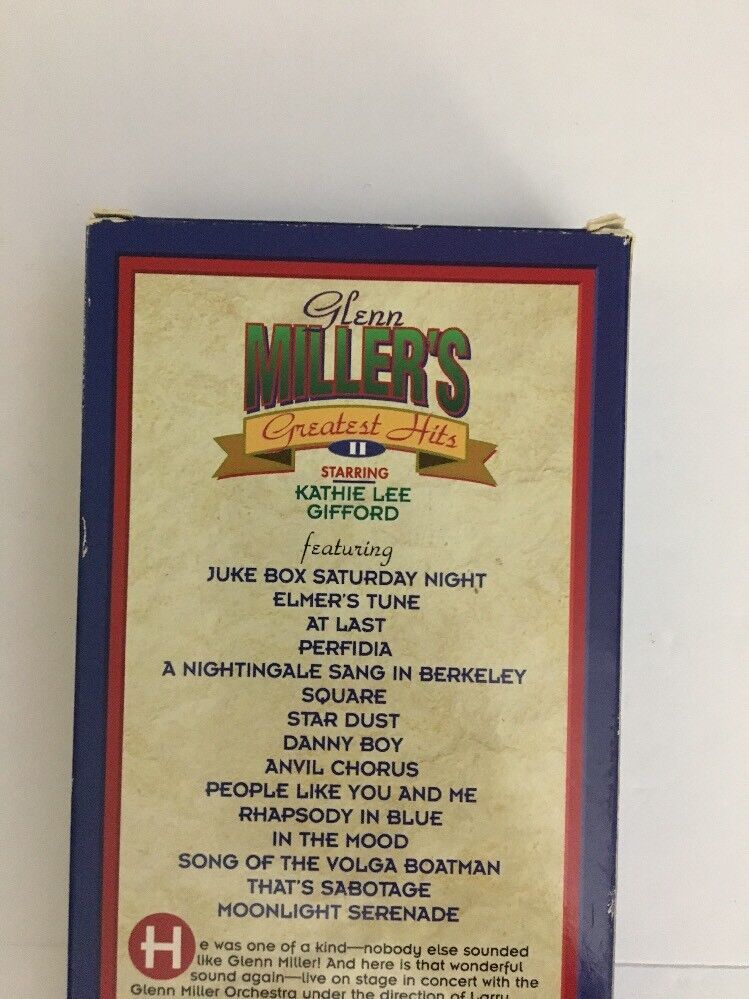 Glenn
MILLER'S
Greatest Hits
II
STARRING
KATHIE LEE
GIFFORD
featuring
JUKE BOX SATURDAY NIGHT
ELMER'S TUNE
AT LAST
PERFIDIA
A NIGHTINGALE SANG IN BERKELEY
SQUARE
STAR DUST
DANNY BOY
ANVIL CHORUS
PEOPLE LIKE YOU AND ME
RHAPSODY IN BLUE
IN THE MOOD
SONG OF THE VOLGA BOATMAN
THAT'S SABOTAGE
MOONLIGHT SERENADE
He was one of a kind—nobody else sounded
like Glenn Miller! And here is that wonderful
sound again—live on stage in concert with the
Glenn Miller Orchestra under the direction of Larry